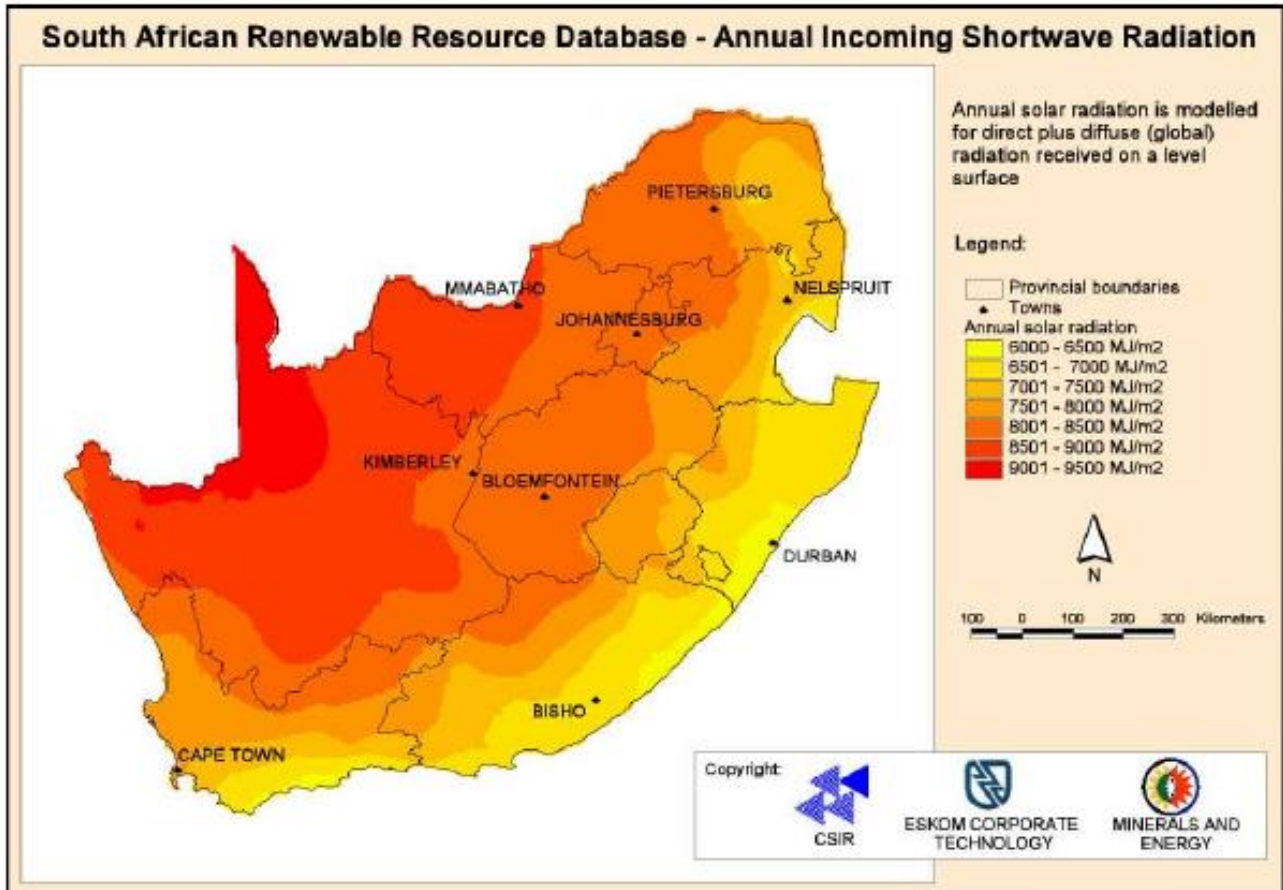 South African Renewable Resource Database - Annual Incoming Shortwave Radiation
Annual solar radiation is modelled
for direct plus diffuse (global)
radiation received on a level
surface
Legend:
Provincial boundaries
Towns
Annual solar radiation
6000 - 6500 MJ/m2
6501 - 7000 MJ/m2
7001 - 7500 MJ/m2
7501 - 8000 MJ/m2
8001 - 8500 MJ/m2
8501 - 9000 MJ/m2
9001 - 9500 MJ/m2
N
100 0 100 200 300 Kilometers
PIETERSBURG
MMABATHO
NELSPRUIT
JOHANNESBURG
KIMBERLEY
BLOEMFONTEIN
DURBAN
BISHO
CAPE TOWN
Copyright:
CSIR
ESKOM CORPORATE
TECHNOLOGY
MINERALS AND
ENERGY